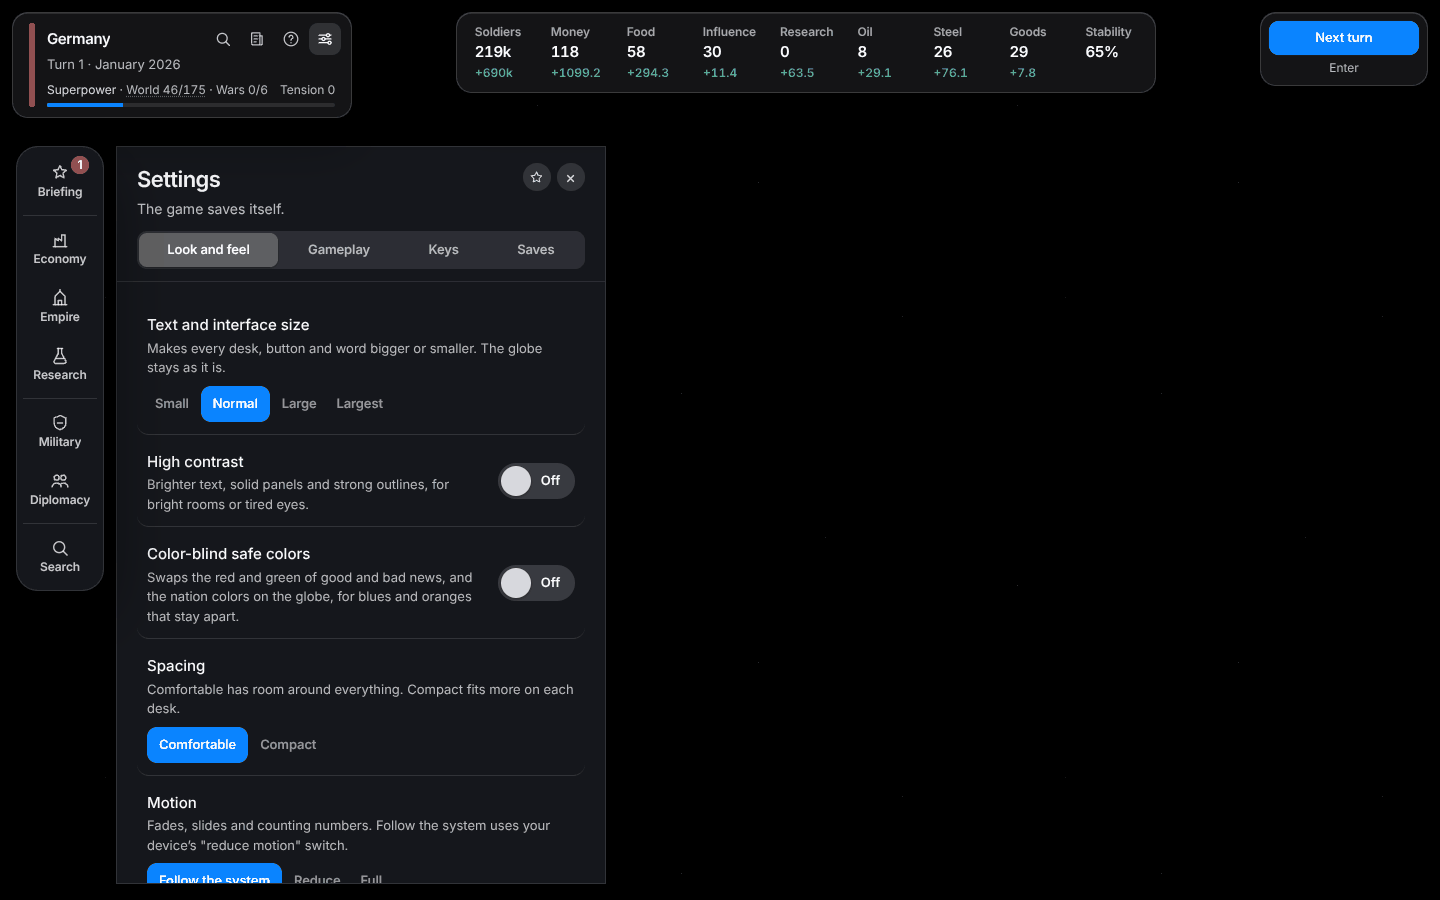 Germany
Turn 1 · January 2026
Superpower · World 46/175 · Wars 0/6 Tension 0
Soldiers Money Food Influence Research Oil Steel Goods Stability
219k 118 58 30 0 8 26 29 65%
+690k +1099.2 +294.3 +11.4 +63.5 +29.1 +76.1 +7.8
Next turn
Enter
1
Briefing
Economy
Empire
Research
Military
Diplomacy
Search
Settings
The game saves itself.
Look and feel Gameplay Keys Saves
Text and interface size
Makes every desk, button and word bigger or smaller. The globe
stays as it is.
Small Normal Large Largest
High contrast
Brighter text, solid panels and strong outlines, for
bright rooms or tired eyes.
Off
Color-blind safe colors
Swaps the red and green of good and bad news, and
the nation colors on the globe, for blues and oranges
that stay apart.
Off
Spacing
Comfortable has room around everything. Compact fits more on each
desk.
Comfortable Compact
Motion
Fades, slides and counting numbers. Follow the system uses your
device's "reduce motion" switch.
Follow the system Reduce Full